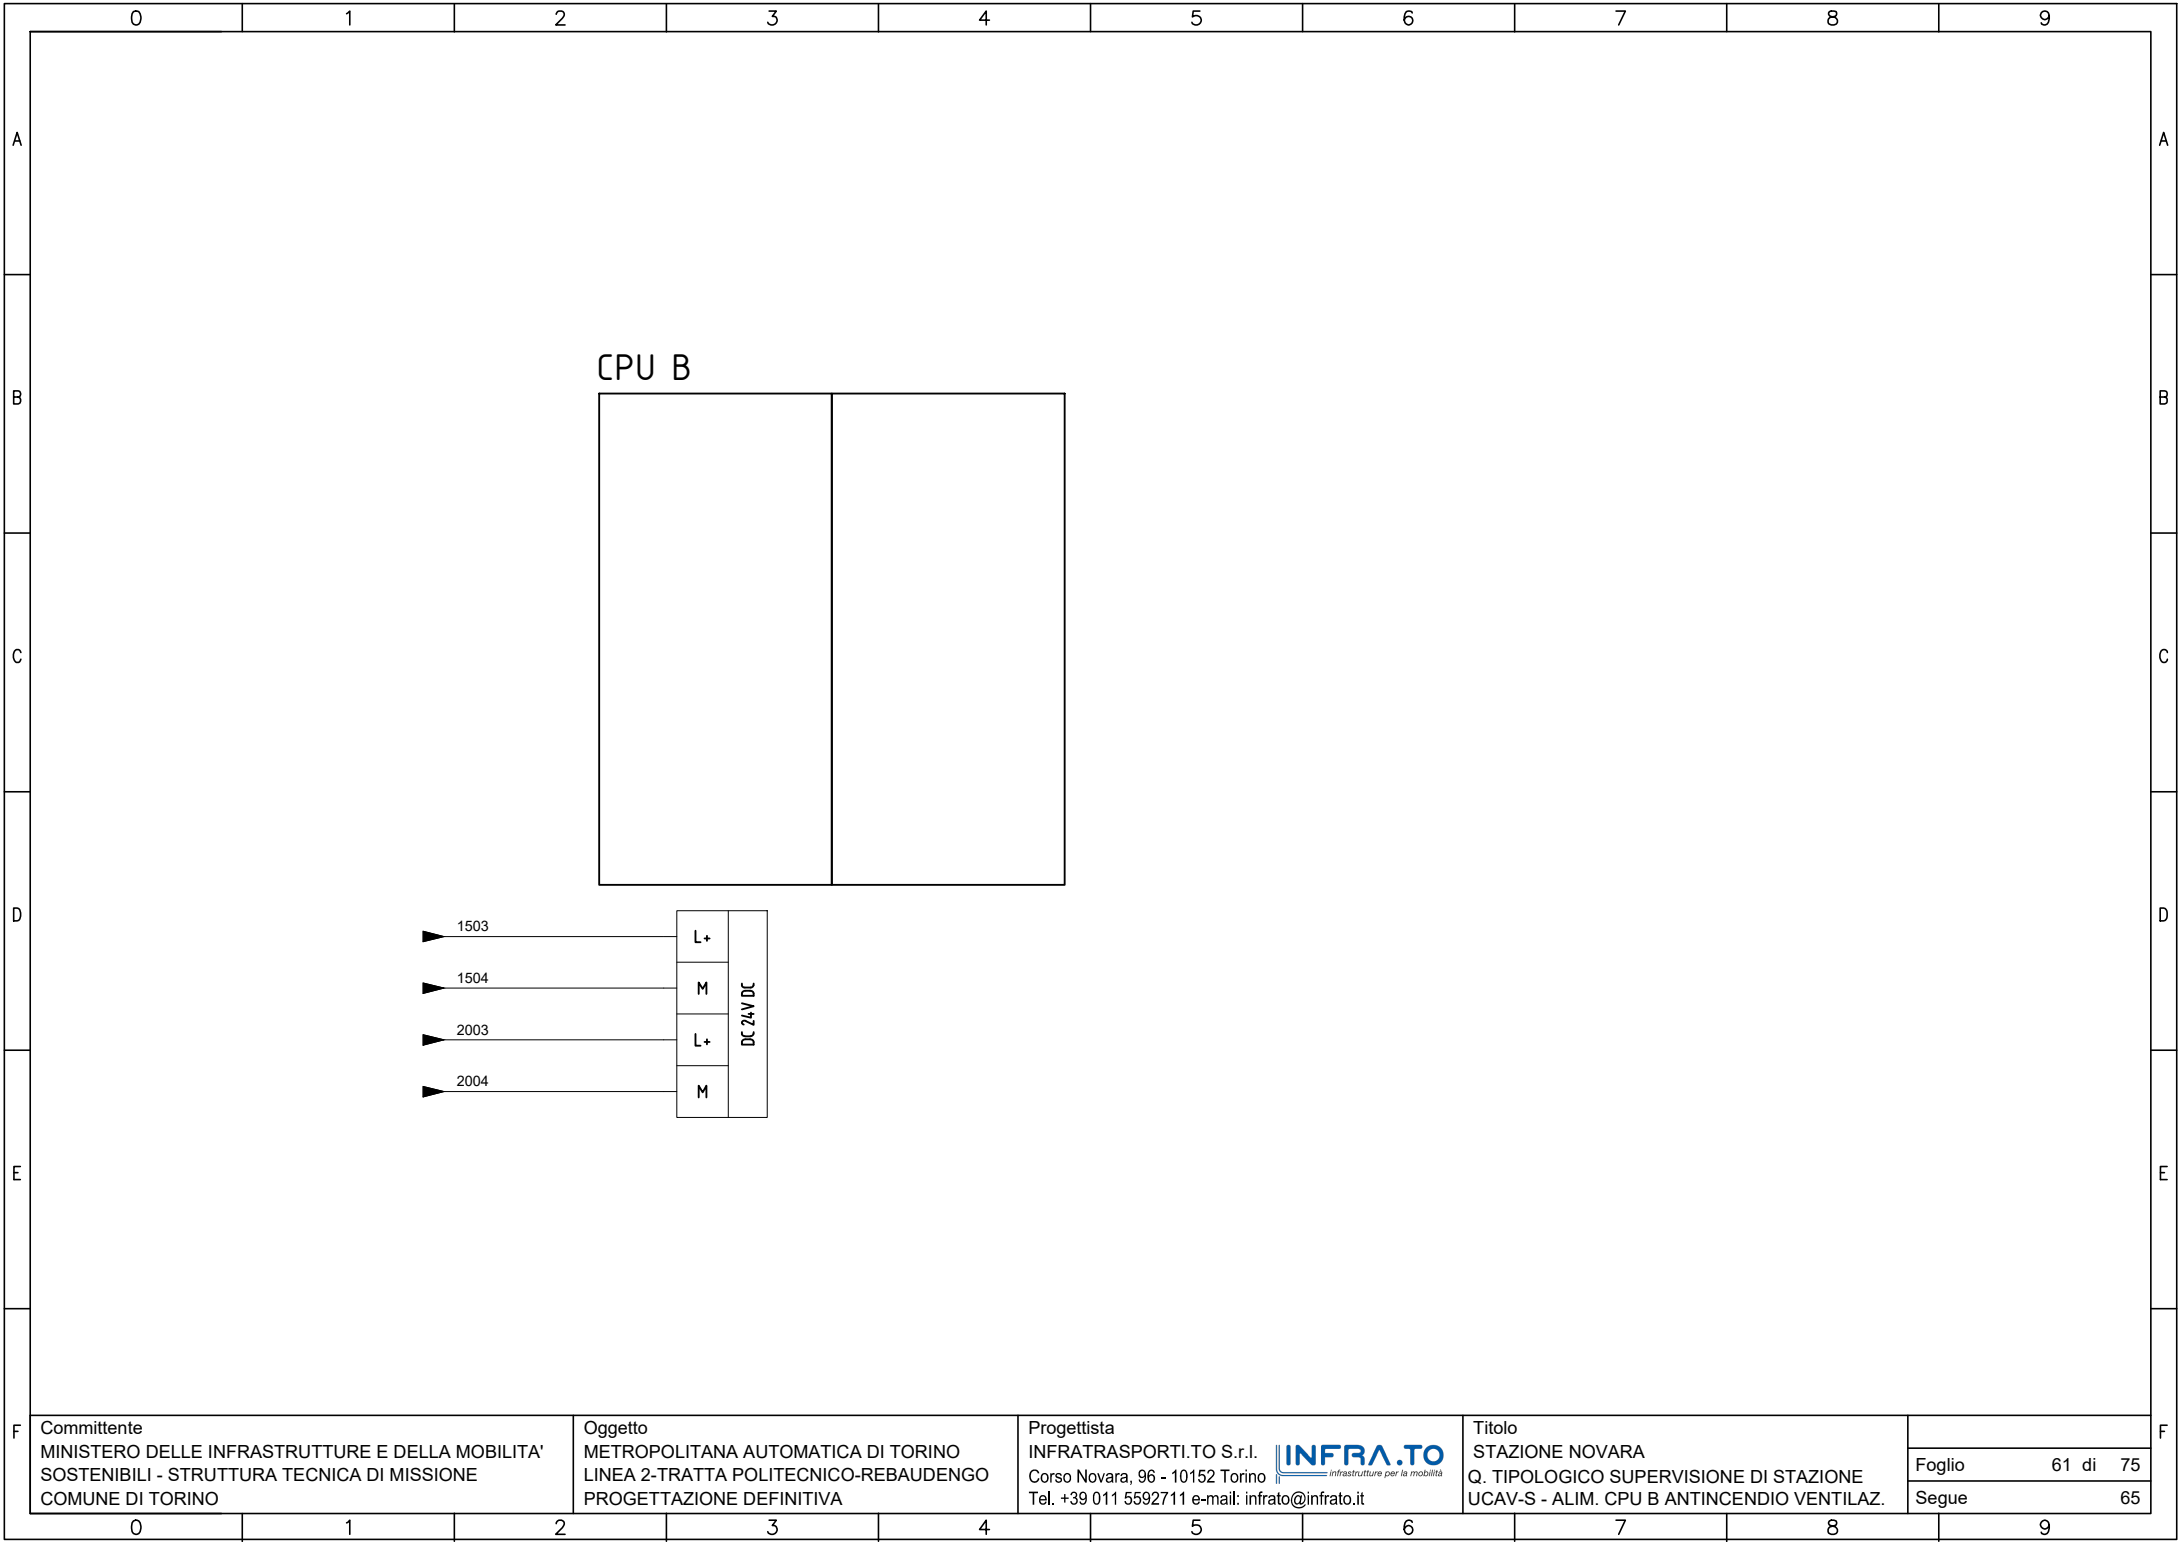 0 1 2 3 4 5 6 7 8 9
A A
B B
C C
D D
E E
F F
CPU B
1503 L+
1504 M
2003 L+
2004 M
DC 24V DC
Committente
MINISTERO DELLE INFRASTRUTTURE E DELLA MOBILITA'
SOSTENIBILI - STRUTTURA TECNICA DI MISSIONE
COMUNE DI TORINO
Oggetto
METROPOLITANA AUTOMATICA DI TORINO
LINEA 2-TRATTA POLITECNICO-REBAUDENGO
PROGETTAZIONE DEFINITIVA
Progettista
INFRATRASPORTI.TO S.r.l.
Corso Novara, 96 - 10152 Torino
Tel. +39 011 5592711 e-mail: infrato@infrato.it
INFRA.TO
infrastrutture per la mobilità
Titolo
STAZIONE NOVARA
Q. TIPOLOGICO SUPERVISIONE DI STAZIONE
UCAV-S - ALIM. CPU B ANTINCENDIO VENTILAZ.
Foglio 61 di 75
Segue 65
0 1 2 3 4 5 6 7 8 9